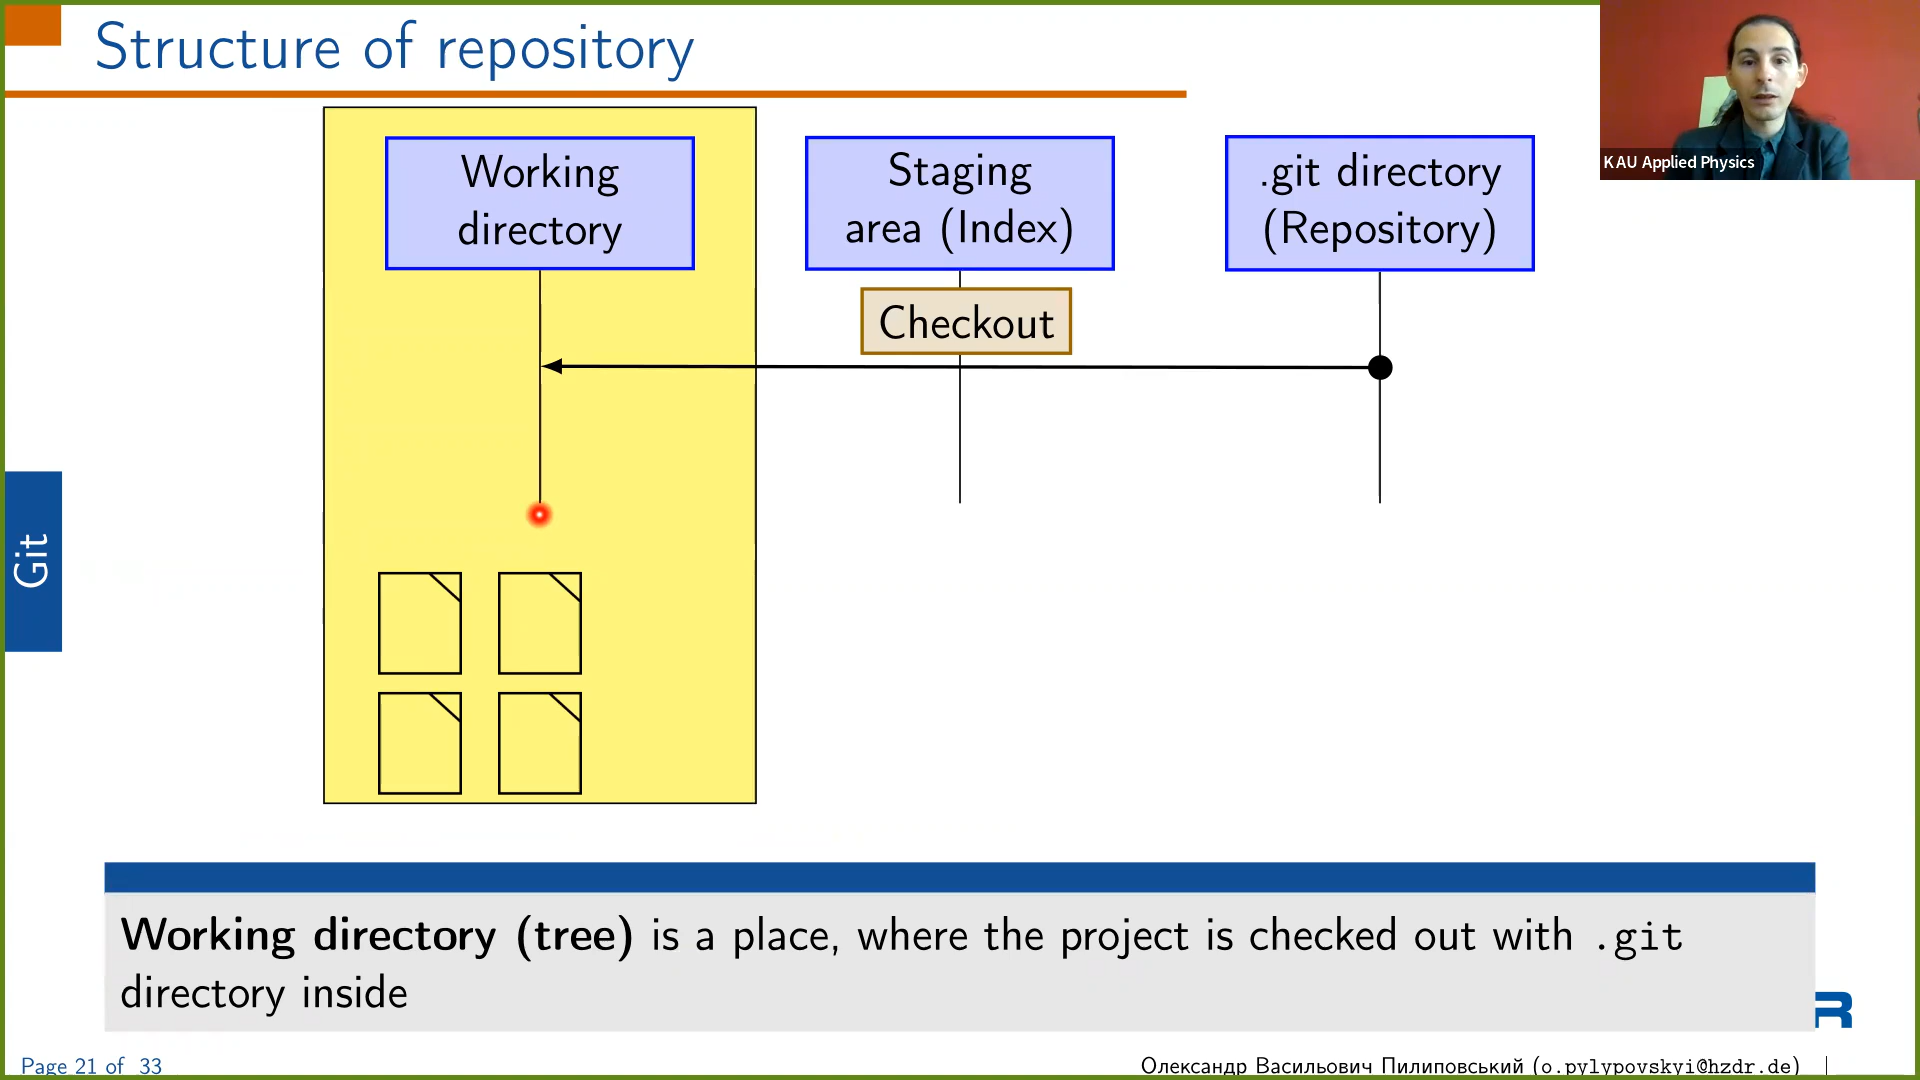 Structure of repository
KAU Applied Physics
Working
directory
Staging
area (Index)
.git directory
(Repository)
Checkout
Git
Working directory (tree) is a place, where the project is checked out with .git
directory inside
R
Page 21 of 33
Олександр Васильович Пилиповський (o.pylypovskyi@hzdr.de)